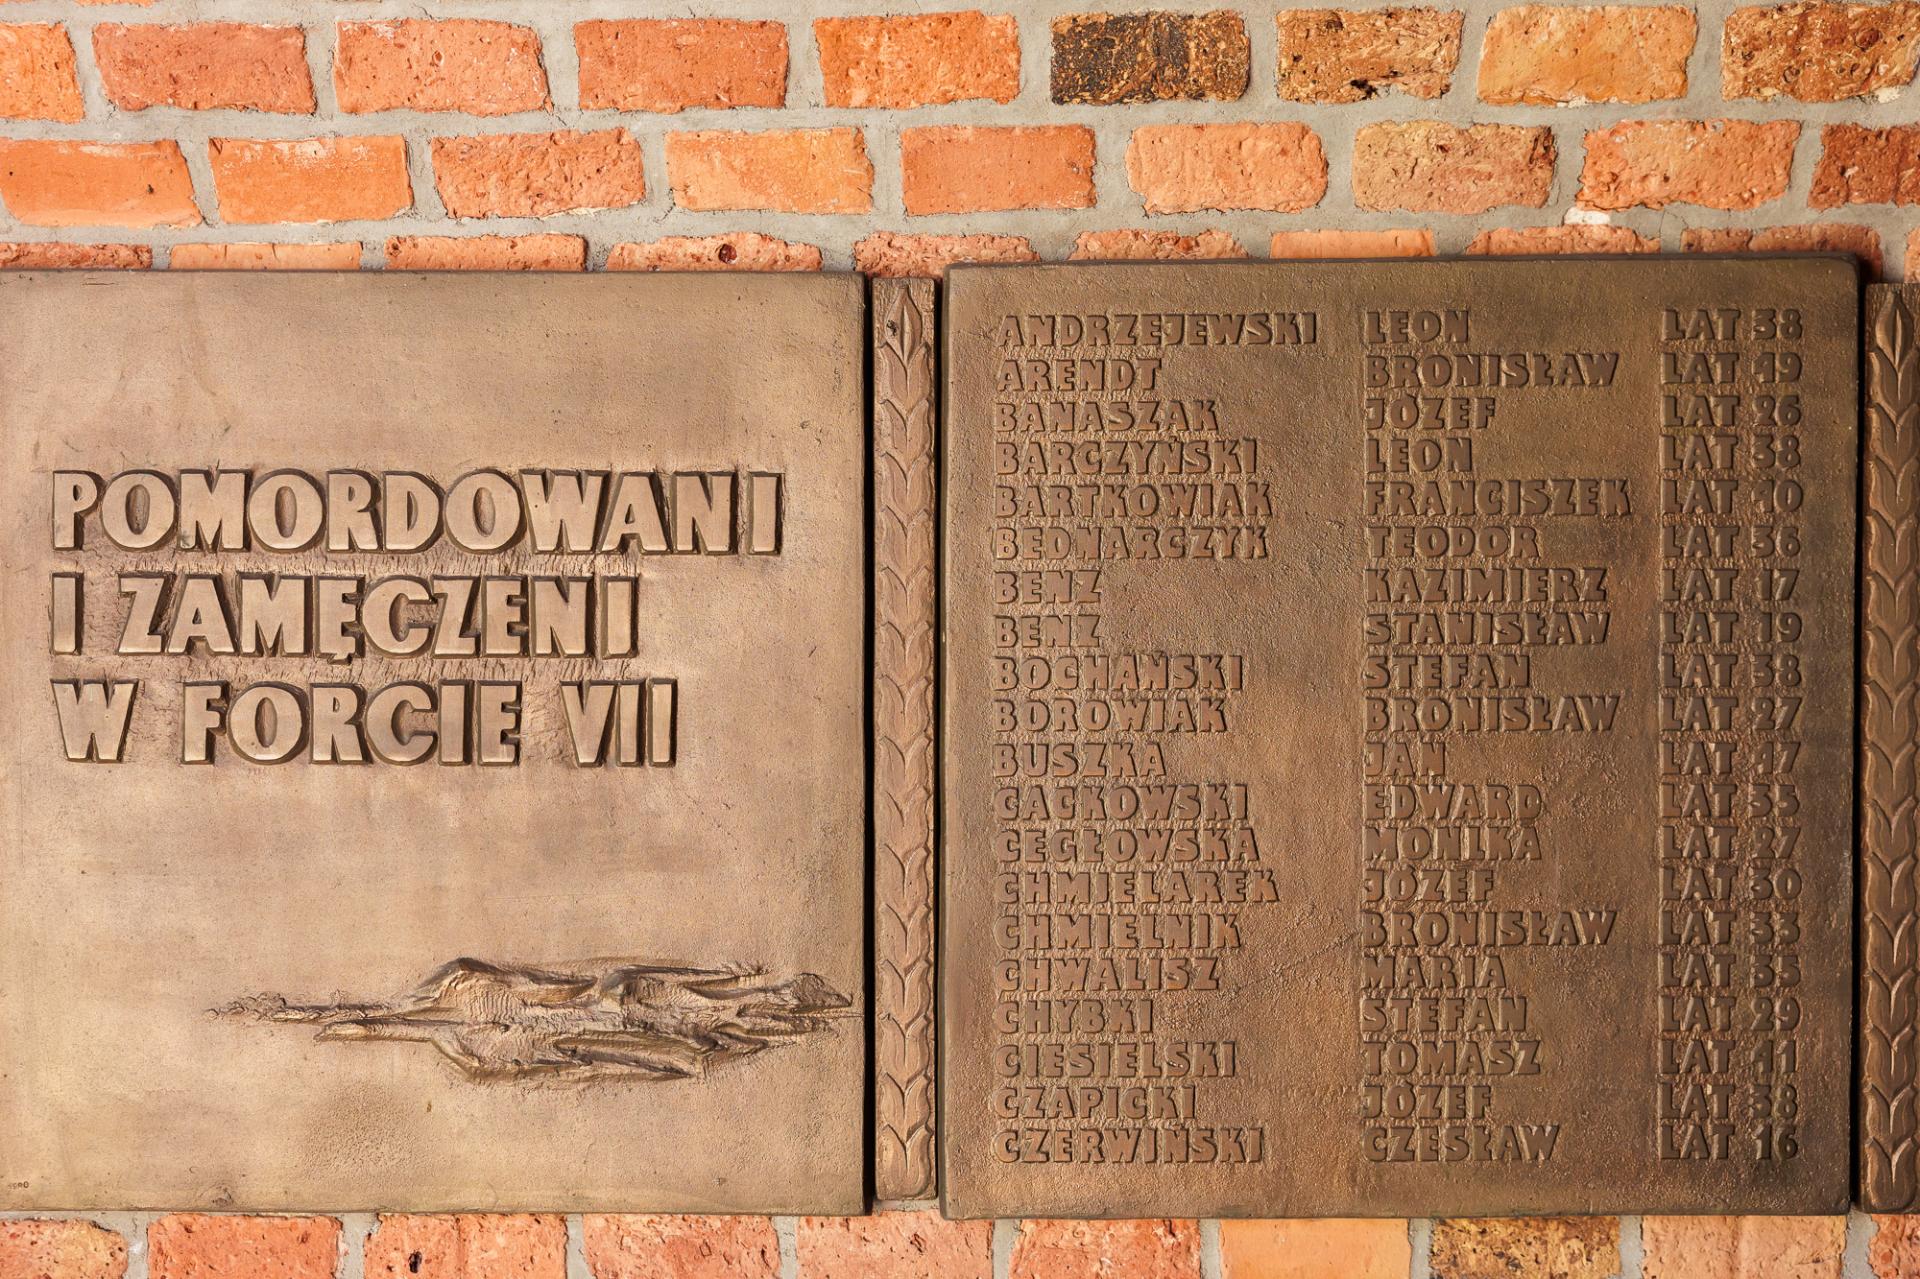 POMORDOWANI
I ZAMĘCZENI
W FORCIE VII
ANDRZEJEWSKI LEON LAT 38
ARENDT BRONISŁAW LAT 49
BANASZAK JÓZEF LAT 26
BARCZYŃSKI LEON LAT 38
BARTKOWIAK FRANCISZEK LAT 40
BEDNARCZYK TEODOR LAT 36
BENZ KAZIMIERZ LAT 17
BENZ STANISŁAW LAT 19
BOCHAŃSKI STEFAN LAT 38
BOROWIAK BRONISŁAW LAT 27
BUSZKA JAN LAT 47
CACKOWSKI EDWARD LAT 35
CEGŁOWSKA MONIKA LAT 27
CHMIELAREK JÓZEF LAT 30
CHMIELNIK BRONISŁAW LAT 33
CHWALISZ MARIA LAT 35
CHYBKI STEFAN LAT 29
CIESIELSKI TOMASZ LAT 41
CZAPICKI JÓZEF LAT 38
CZERWIŃSKI CZESŁAW LAT 16